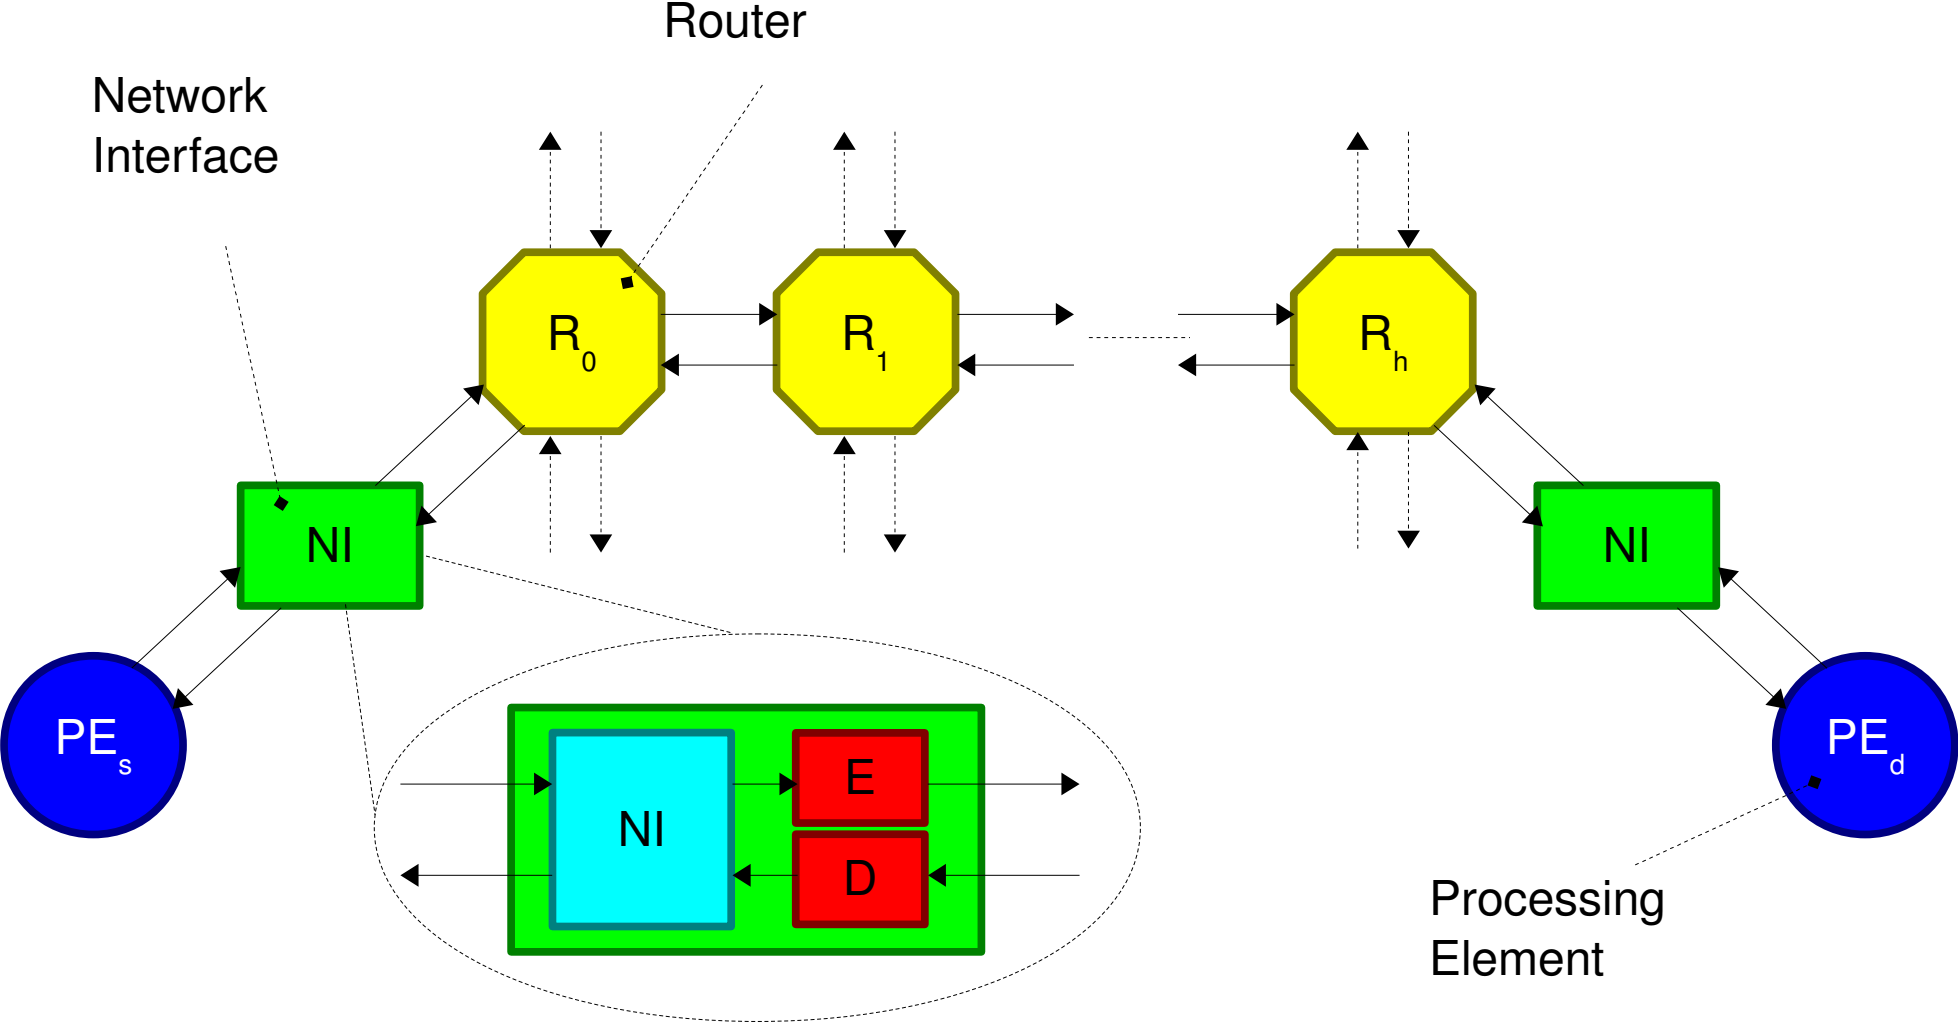 Router
Network
Interface
R0
R1
Rh
NI
NI
PEs
PEd
NI
E
D
Processing
Element